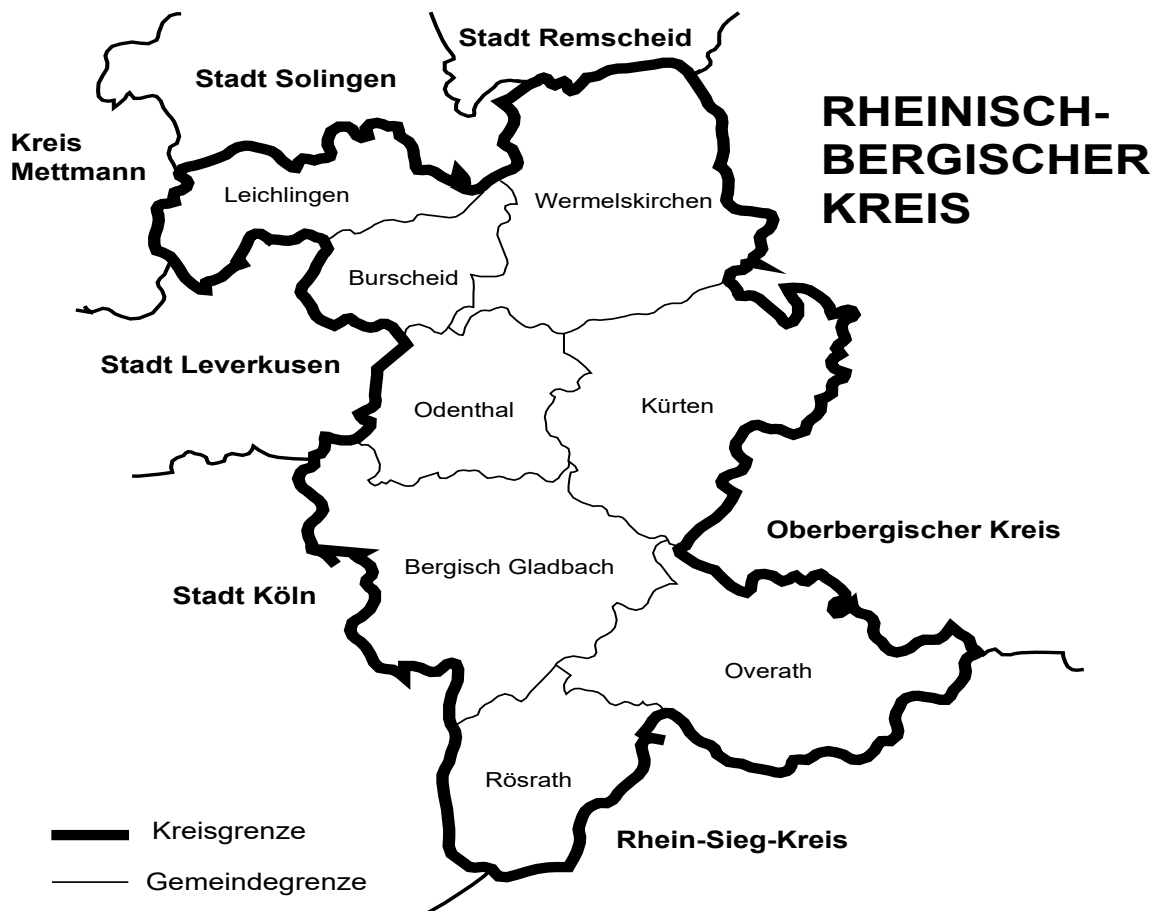 Stadt Remscheid
Stadt Solingen
RHEINISCH-
BERGISCHER
KREIS
Kreis
Mettmann
Leichlingen
Wermelskirchen
Burscheid
Stadt Leverkusen
Odenthal
Kürten
Oberbergischer Kreis
Bergisch Gladbach
Stadt Köln
Overath
Rösrath
Kreisgrenze
Rhein-Sieg-Kreis
Gemeindegrenze